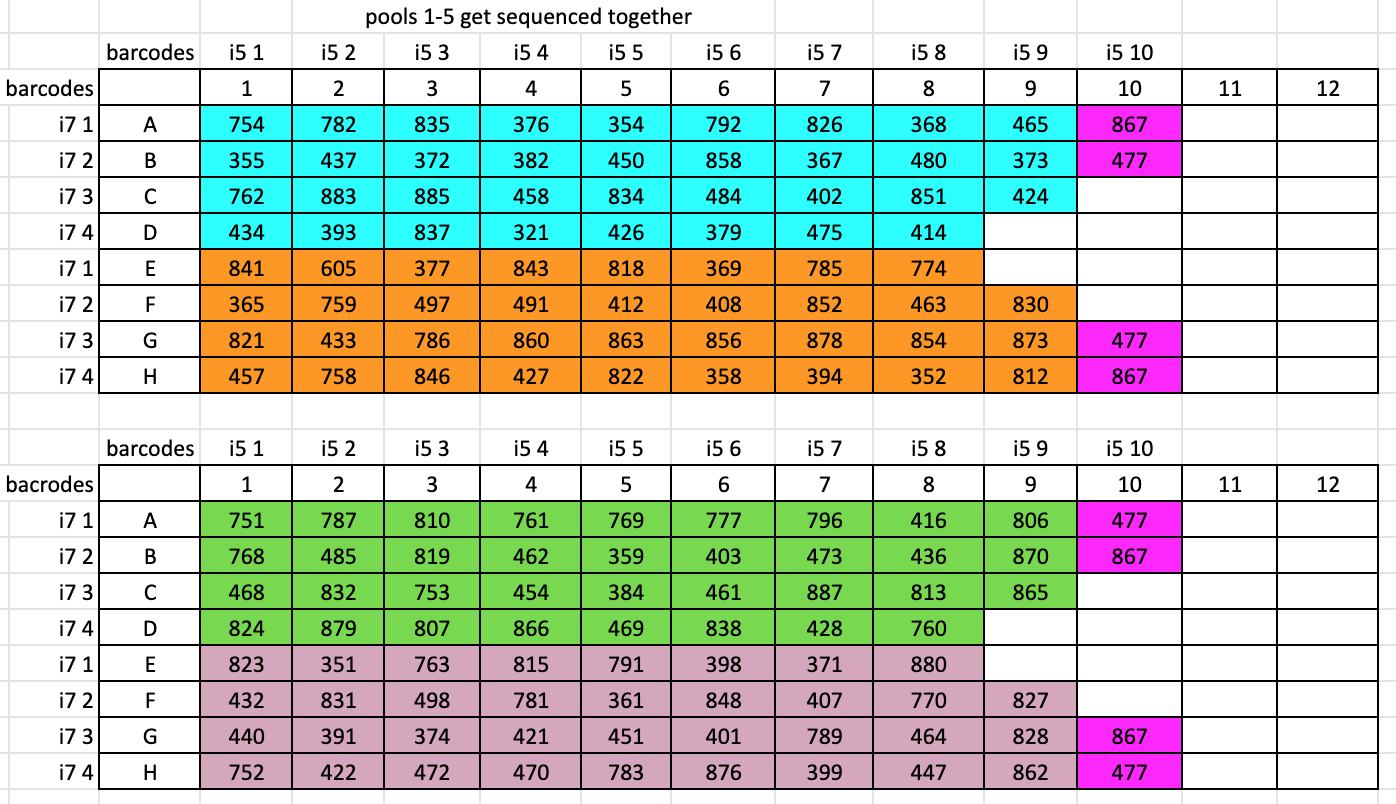 pools 1-5 get sequenced together
barcodes i5 1 i5 2 i5 3 i5 4 i5 5 i5 6 i5 7 i5 8 i5 9 i5 10
barcodes 1 2 3 4 5 6 7 8 9 10 11 12
i7 1 A 754 782 835 376 354 792 826 368 465 867
i7 2 B 355 437 372 382 450 858 367 480 373 477
i7 3 C 762 883 885 458 834 484 402 851 424
i7 4 D 434 393 837 321 426 379 475 414
i7 1 E 841 605 377 843 818 369 785 774
i7 2 F 365 759 497 491 412 408 852 463 830
i7 3 G 821 433 786 860 863 856 878 854 873 477
i7 4 H 457 758 846 427 822 358 394 352 812 867
barcodes i5 1 i5 2 i5 3 i5 4 i5 5 i5 6 i5 7 i5 8 i5 9 i5 10
bacrodes 1 2 3 4 5 6 7 8 9 10 11 12
i7 1 A 751 787 810 761 769 777 796 416 806 477
i7 2 B 768 485 819 462 359 403 473 436 870 867
i7 3 C 468 832 753 454 384 461 887 813 865
i7 4 D 824 879 807 866 469 838 428 760
i7 1 E 823 351 763 815 791 398 371 880
i7 2 F 432 831 498 781 361 848 407 770 827
i7 3 G 440 391 374 421 451 401 789 464 828 867
i7 4 H 752 422 472 470 783 876 399 447 862 477